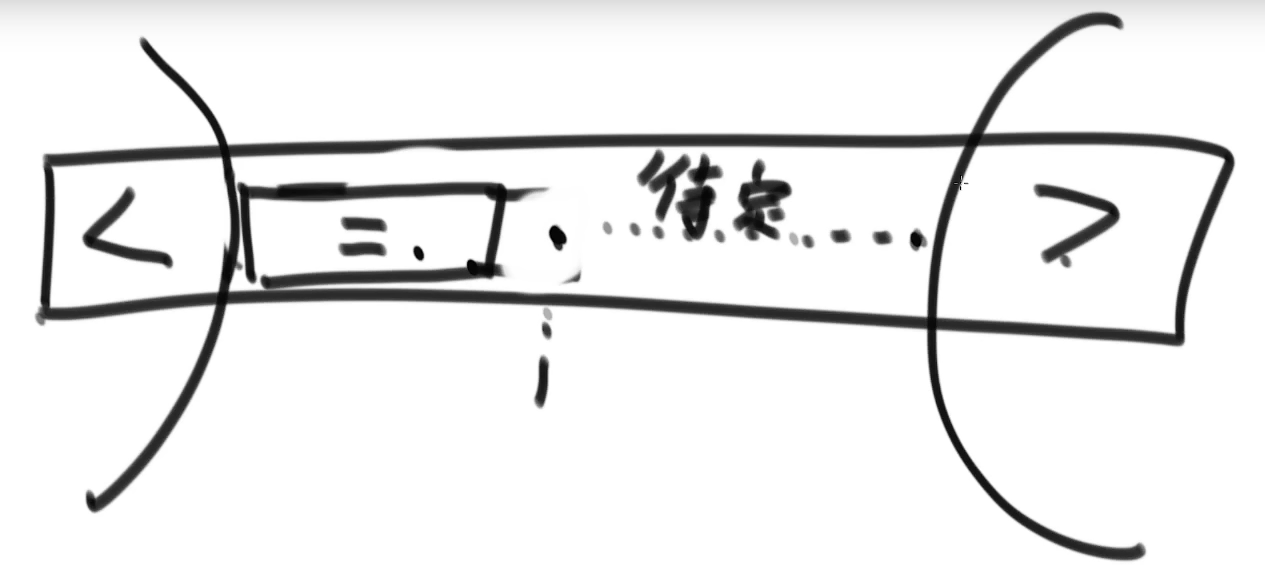 < = . . ...... 待定 ...... . >